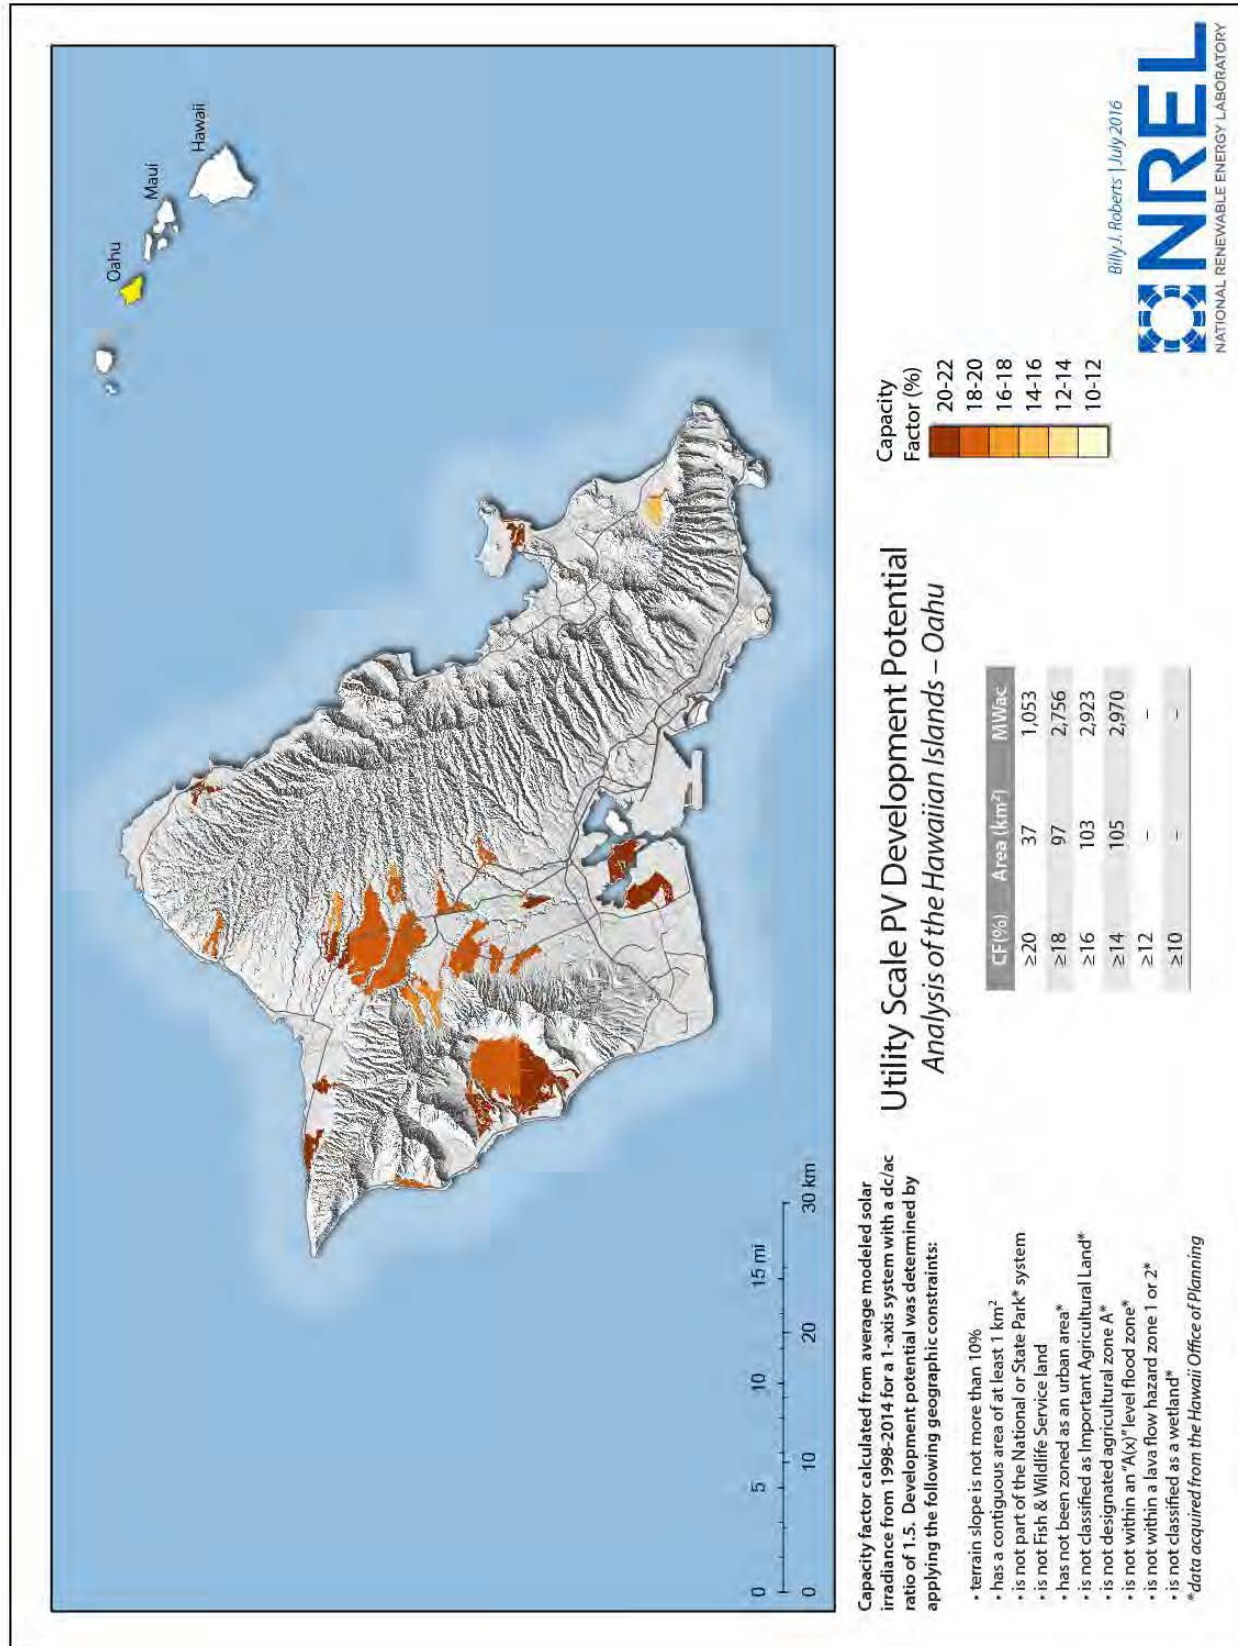 Oahu
Maui
Hawaii
0 5 10 15 mi
0 10 20 30 km
Capacity factor calculated from average modeled solar
irradiance from 1998-2014 for a 1-axis system with a dc/ac
ratio of 1.5. Development potential was determined by
applying the following geographic constraints:
• terrain slope is not more than 10%
• has a contiguous area of at least 1 km²
• is not part of the National or State Park* system
• is not Fish & Wildlife Service land
• has not been zoned as an urban area*
• is not classified as Important Agricultural Land*
• is not designated agricultural zone A*
• is not within an "A(x)" level flood zone*
• is not within a lava flow hazard zone 1 or 2*
• is not classified as a wetland*
* data acquired from the Hawaii Office of Planning
Utility Scale PV Development Potential
Analysis of the Hawaiian Islands – Oahu
CF(%) Area (km²) MWac
≥20 37 1,053
≥18 97 2,756
≥16 103 2,923
≥14 105 2,970
≥12 – –
≥10 – –
Capacity
Factor (%)
20-22
18-20
16-18
14-16
12-14
10-12
Billy J. Roberts | July 2016
NREL
NATIONAL RENEWABLE ENERGY LABORATORY